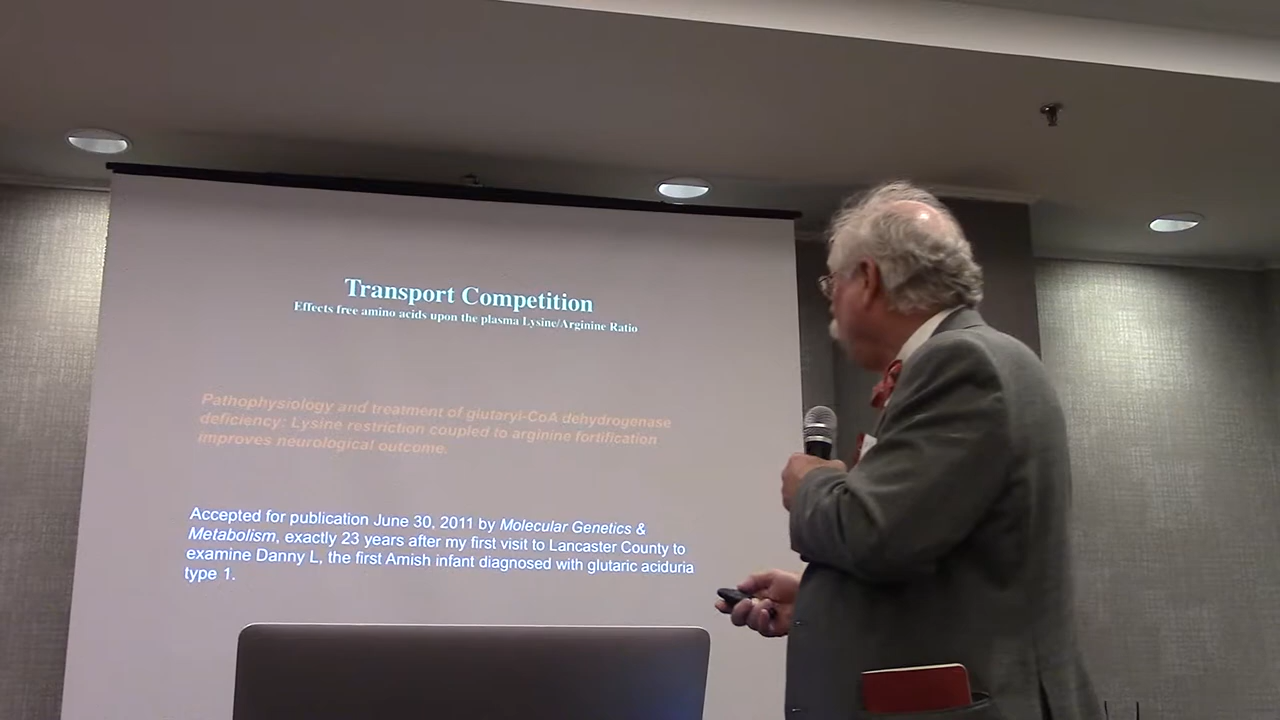 Transport Competition
Effects free amino acids upon the plasma Lysine/Arginine Ratio
Pathophysiology and treatment of glutaryl-CoA dehydrogenase
deficiency: Lysine restriction coupled to arginine fortification
improves neurological outcome.
Accepted for publication June 30, 2011 by Molecular Genetics &
Metabolism, exactly 23 years after my first visit to Lancaster County to
examine Danny L, the first Amish infant diagnosed with glutaric aciduria
type 1.